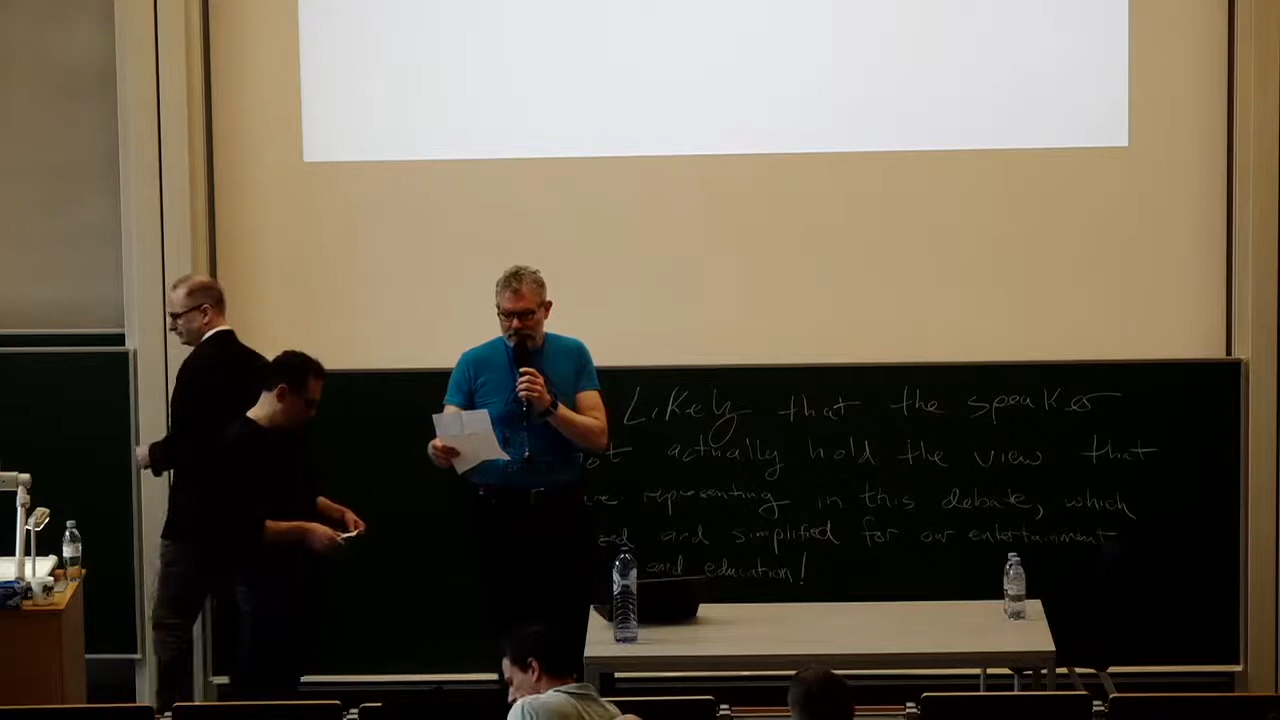 Likely that the speaker
actually hold the view that
representing in this debate, which
and simplified for our entertainment
and education!